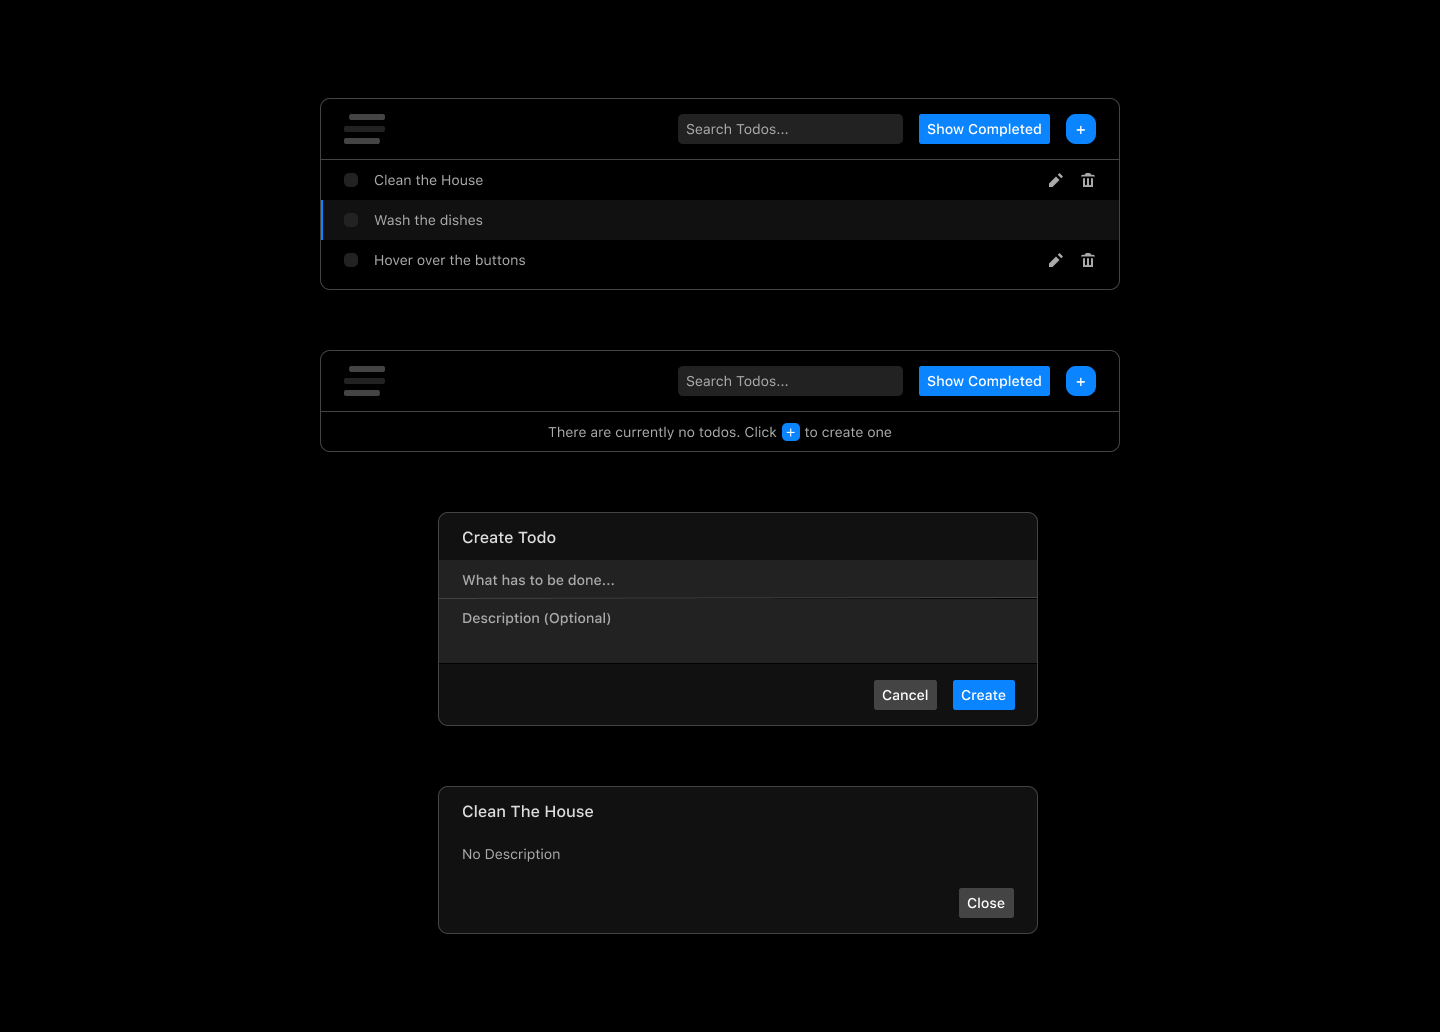 Search Todos... Show Completed +
Clean the House
Wash the dishes
Hover over the buttons
Search Todos... Show Completed +
There are currently no todos. Click + to create one
Create Todo
What has to be done...
Description (Optional)
Cancel Create
Clean The House
No Description
Close